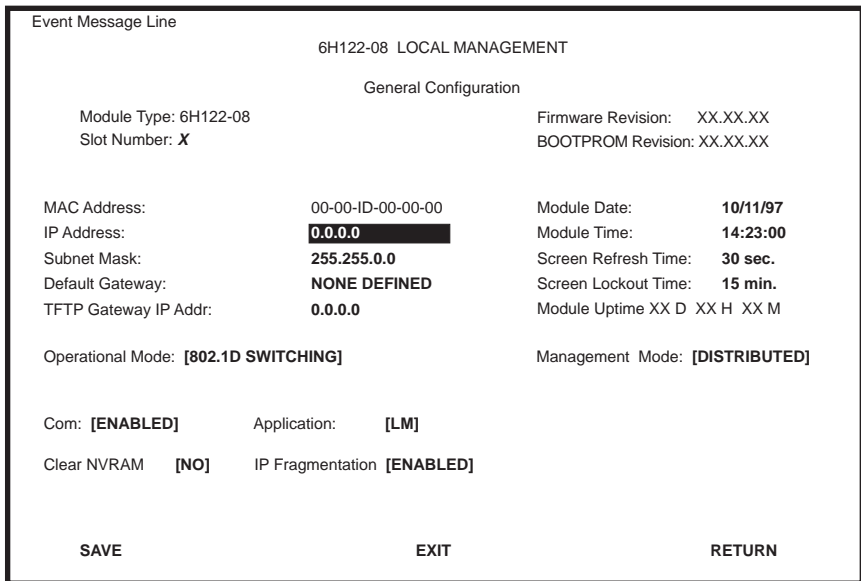 Event Message Line
6H122-08 LOCAL MANAGEMENT
General Configuration
Module Type: 6H122-08 Firmware Revision: XX.XX.XX
Slot Number: X BOOTPROM Revision: XX.XX.XX
MAC Address: 00-00-ID-00-00-00 Module Date: 10/11/97
IP Address: 0.0.0.0 Module Time: 14:23:00
Subnet Mask: 255.255.0.0 Screen Refresh Time: 30 sec.
Default Gateway: NONE DEFINED Screen Lockout Time: 15 min.
TFTP Gateway IP Addr: 0.0.0.0 Module Uptime XX D XX H XX M
Operational Mode: [802.1D SWITCHING] Management Mode: [DISTRIBUTED]
Com: [ENABLED] Application: [LM]
Clear NVRAM [NO] IP Fragmentation [ENABLED]
SAVE EXIT RETURN